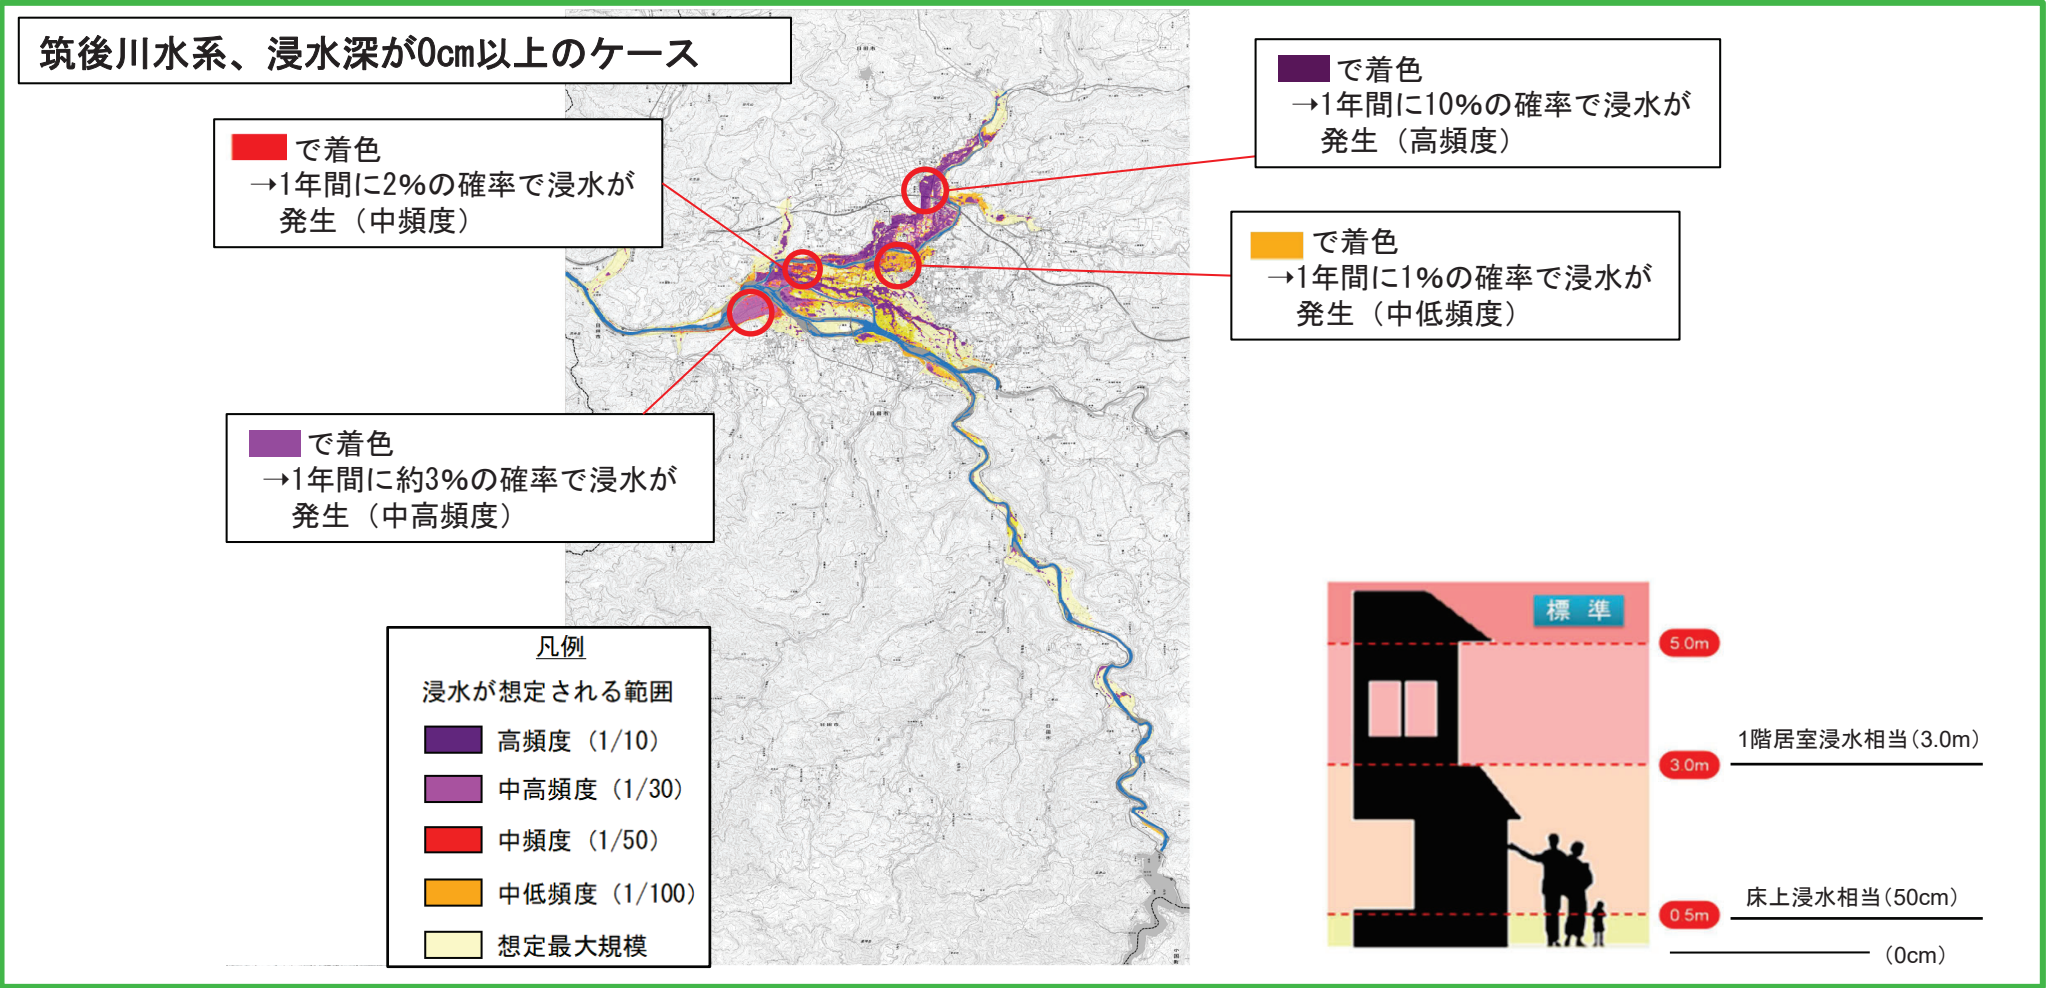 筑後川水系、浸水深が0cm以上のケース
で着色
→1年間に2%の確率で浸水が
発生（中頻度）
で着色
→1年間に10%の確率で浸水が
発生（高頻度）
で着色
→1年間に1%の確率で浸水が
発生（中低頻度）
で着色
→1年間に約3%の確率で浸水が
発生（中高頻度）
凡例
浸水が想定される範囲
高頻度（1/10）
中高頻度（1/30）
中頻度（1/50）
中低頻度（1/100）
想定最大規模
標準
5.0m
3.0m
1階居室浸水相当（3.0m）
0.5m
床上浸水相当（50cm）
（0cm）